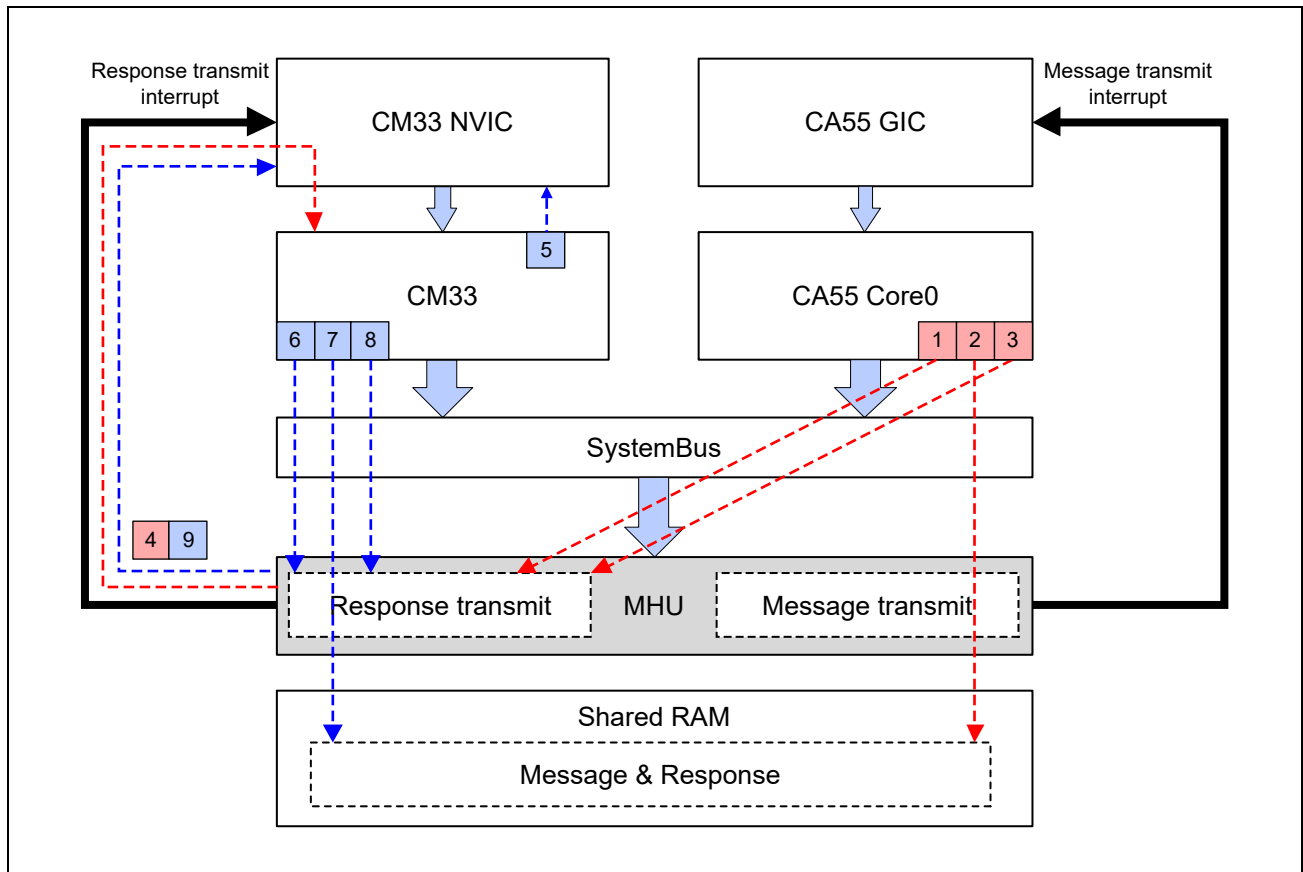 Response transmit
interrupt
CM33 NVIC
CA55 GIC
Message transmit
interrupt
5
CM33
CA55 Core0
6 7 8
1 2 3
SystemBus
4 9
Response transmit
MHU
Message transmit
Shared RAM
Message & Response